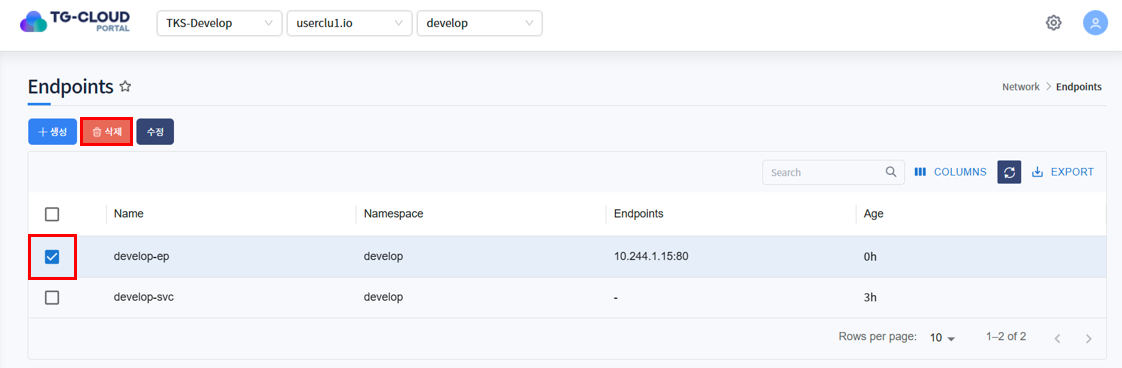 TG-CLOUD
PORTAL
TKS-Develop
userclu1.io
develop
Endpoints
Network > Endpoints
+ 생성
삭제
수정
Search
COLUMNS
EXPORT
Name Namespace Endpoints Age
develop-ep develop 10.244.1.15:80 0h
develop-svc develop - 3h
Rows per page: 10 1–2 of 2